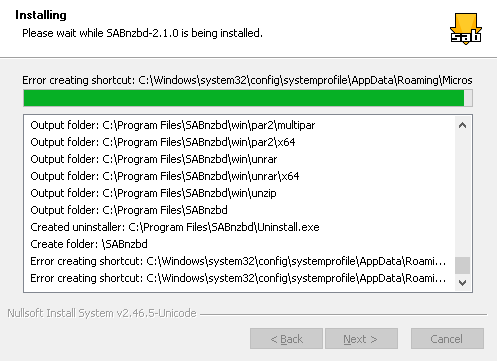 Installing
Please wait while SABnzbd-2.1.0 is being installed.
sab
Error creating shortcut: C:\Windows\system32\config\systemprofile\AppData\Roaming\Micros
Output folder: C:\Program Files\SABnzbd\win\par2\multipar
Output folder: C:\Program Files\SABnzbd\win\par2\x64
Output folder: C:\Program Files\SABnzbd\win\unrar
Output folder: C:\Program Files\SABnzbd\win\unrar\x64
Output folder: C:\Program Files\SABnzbd\win\unzip
Output folder: C:\Program Files\SABnzbd
Created uninstaller: C:\Program Files\SABnzbd\Uninstall.exe
Create folder: \SABnzbd
Error creating shortcut: C:\Windows\system32\config\systemprofile\AppData\Roami...
Error creating shortcut: C:\Windows\system32\config\systemprofile\AppData\Roami...
Nullsoft Install System v2.46.5-Unicode
< Back Next > Cancel